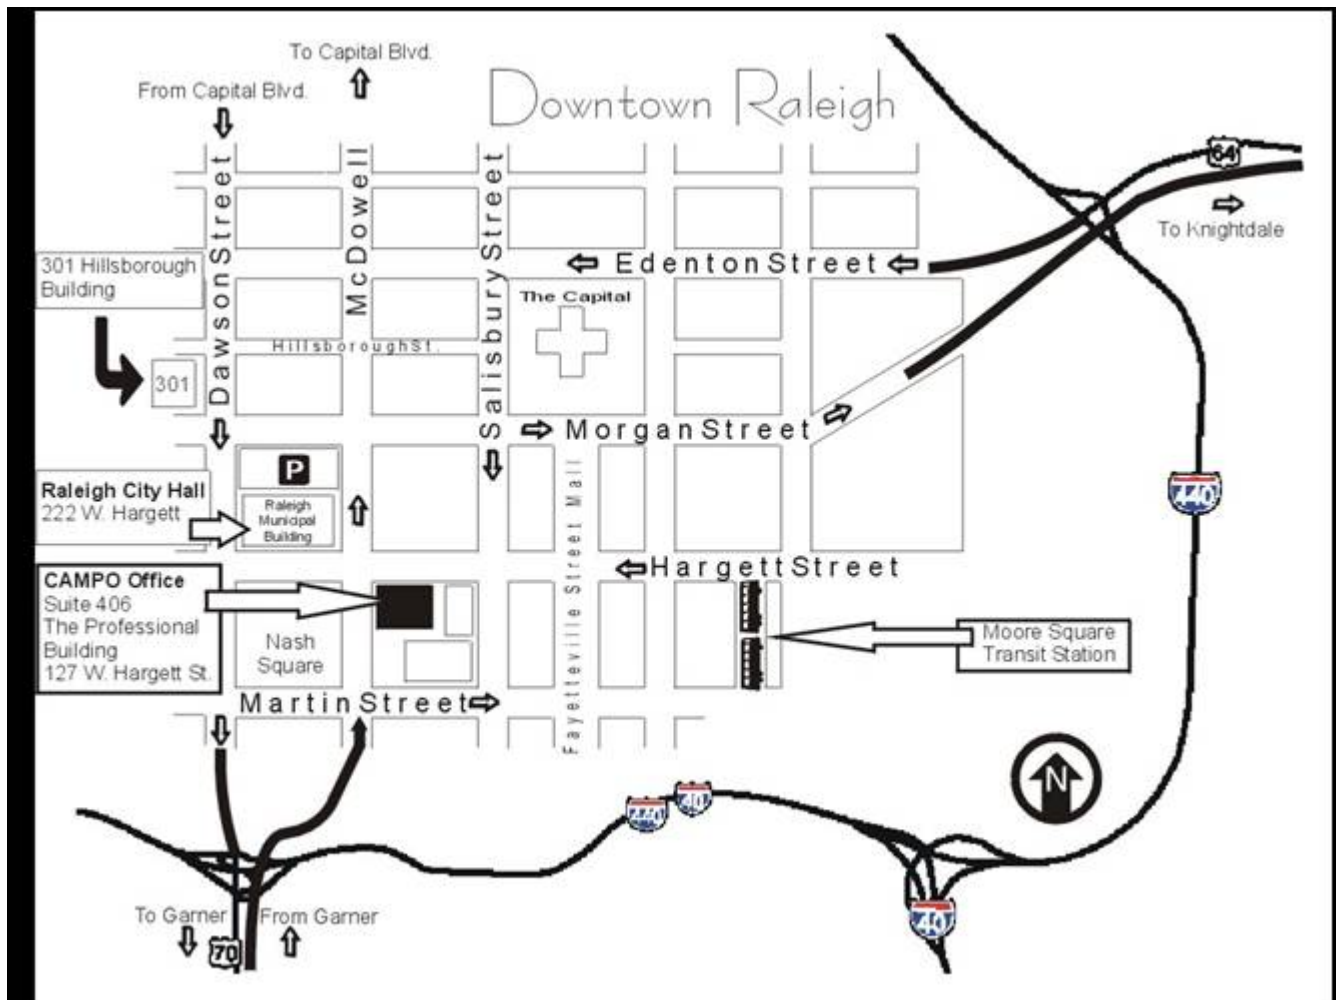 To Capital Blvd.
From Capital Blvd.
Downtown Raleigh
64
To Knightdale
Dawson Street
McDowell
Salisbury Street
Edenton Street
301 Hillsborough
Building
The Capital
Hillsborough St.
301
Morgan Street
P
Raleigh City Hall
222 W. Hargett
Raleigh
Municipal
Building
440
Fayetteville Street Mall
Hargett Street
CAMPO Office
Suite 406
The Professional
Building
127 W. Hargett St.
Nash
Square
Moore Square
Transit Station
Martin Street
N
440
40
To Garner
From Garner
70
40